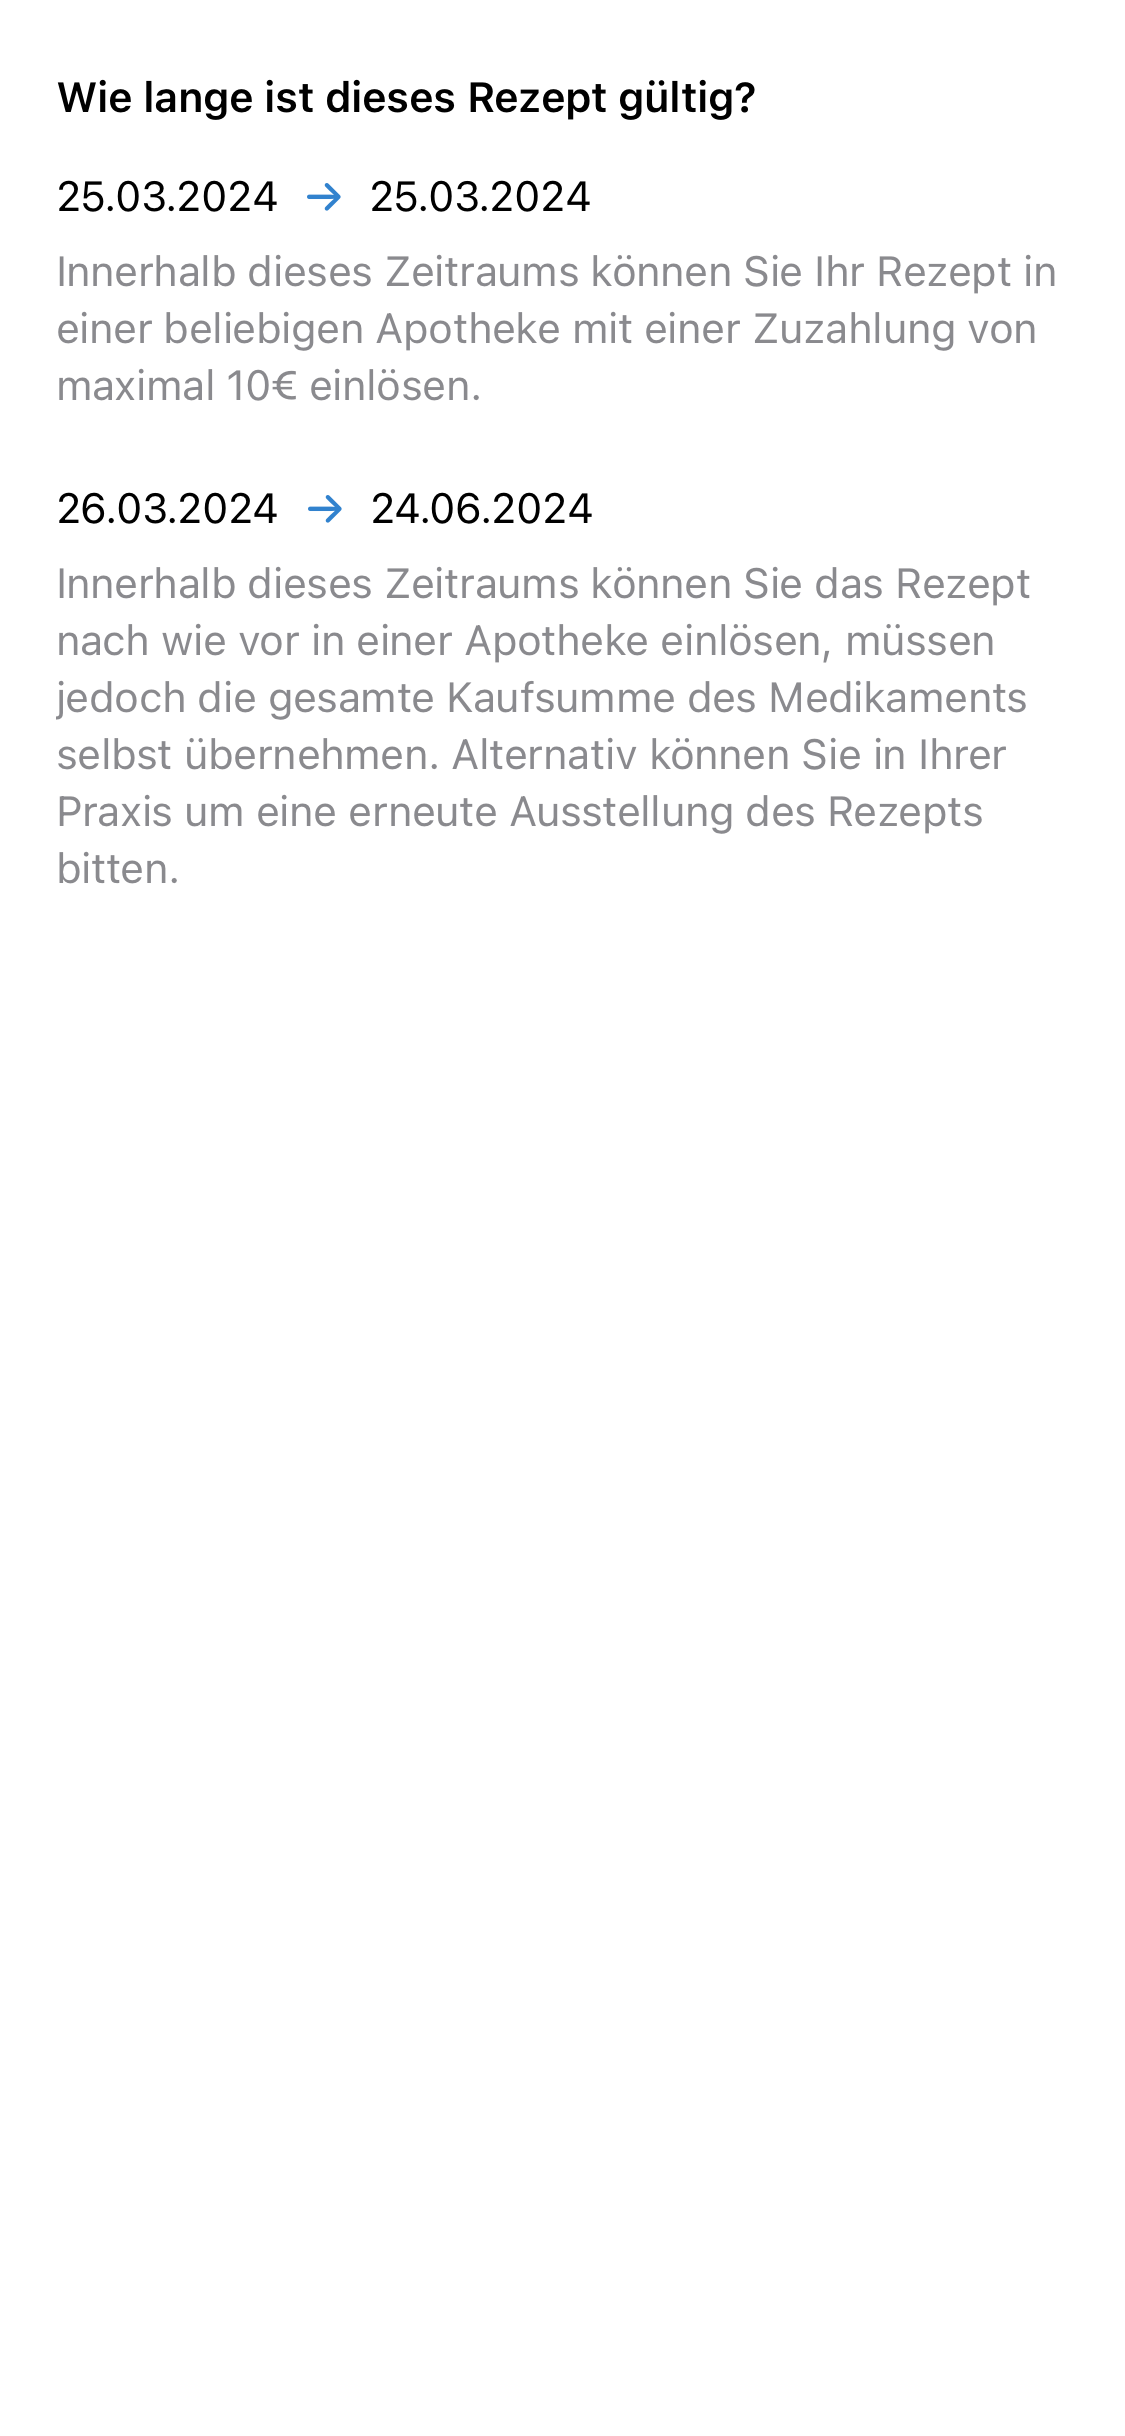 Wie lange ist dieses Rezept gültig?
25.03.2024 → 25.03.2024
Innerhalb dieses Zeitraums können Sie Ihr Rezept in
einer beliebigen Apotheke mit einer Zuzahlung von
maximal 10€ einlösen.
26.03.2024 → 24.06.2024
Innerhalb dieses Zeitraums können Sie das Rezept
nach wie vor in einer Apotheke einlösen, müssen
jedoch die gesamte Kaufsumme des Medikaments
selbst übernehmen. Alternativ können Sie in Ihrer
Praxis um eine erneute Ausstellung des Rezepts
bitten.